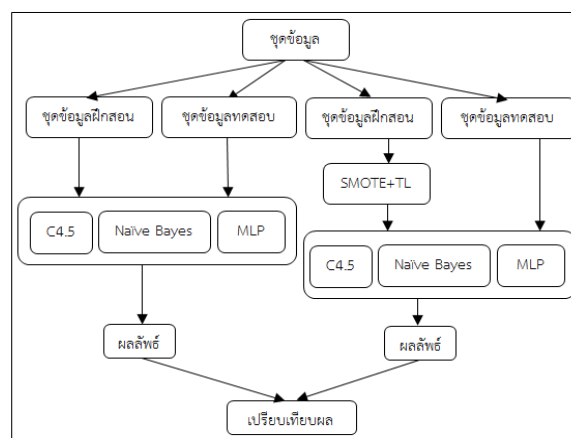 ชุดข้อมูล
ชุดข้อมูลฝึกสอน
ชุดข้อมูลทดสอบ
ชุดข้อมูลฝึกสอน
ชุดข้อมูลทดสอบ
SMOTE+TL
C4.5
Naïve Bayes
MLP
C4.5
Naïve Bayes
MLP
ผลลัพธ์
ผลลัพธ์
เปรียบเทียบผล